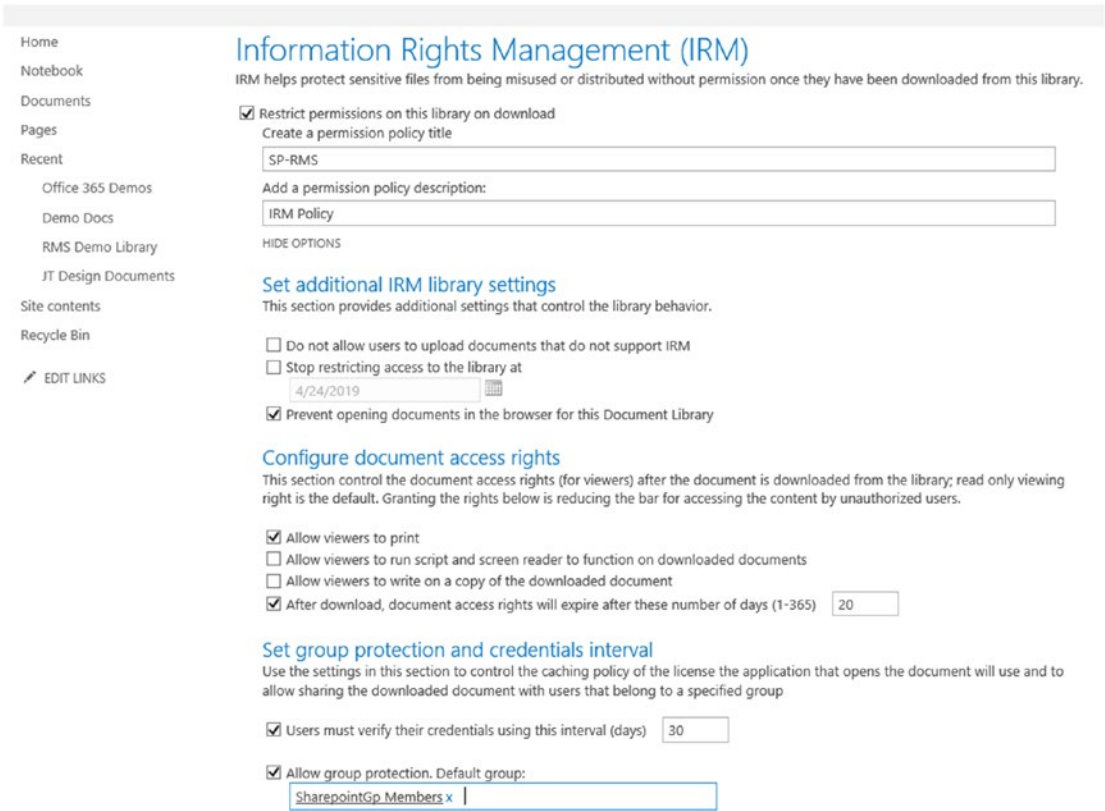 Home
Notebook
Documents
Pages
Recent
Office 365 Demos
Demo Docs
RMS Demo Library
JT Design Documents
Site contents
Recycle Bin
EDIT LINKS
Information Rights Management (IRM)
IRM helps protect sensitive files from being misused or distributed without permission once they have been downloaded from this library.
Restrict permissions on this library on download
Create a permission policy title
SP-RMS
Add a permission policy description:
IRM Policy
HIDE OPTIONS
Set additional IRM library settings
This section provides additional settings that control the library behavior.
Do not allow users to upload documents that do not support IRM
Stop restricting access to the library at
4/24/2019
Prevent opening documents in the browser for this Document Library
Configure document access rights
This section control the document access rights (for viewers) after the document is downloaded from the library; read only viewing
right is the default. Granting the rights below is reducing the bar for accessing the content by unauthorized users.
Allow viewers to print
Allow viewers to run script and screen reader to function on downloaded documents
Allow viewers to write on a copy of the downloaded document
After download, document access rights will expire after these number of days (1-365) 20
Set group protection and credentials interval
Use the settings in this section to control the caching policy of the license the application that opens the document will use and to
allow sharing the downloaded document with users that belong to a specified group
Users must verify their credentials using this interval (days) 30
Allow group protection. Default group:
SharepointGp Members x